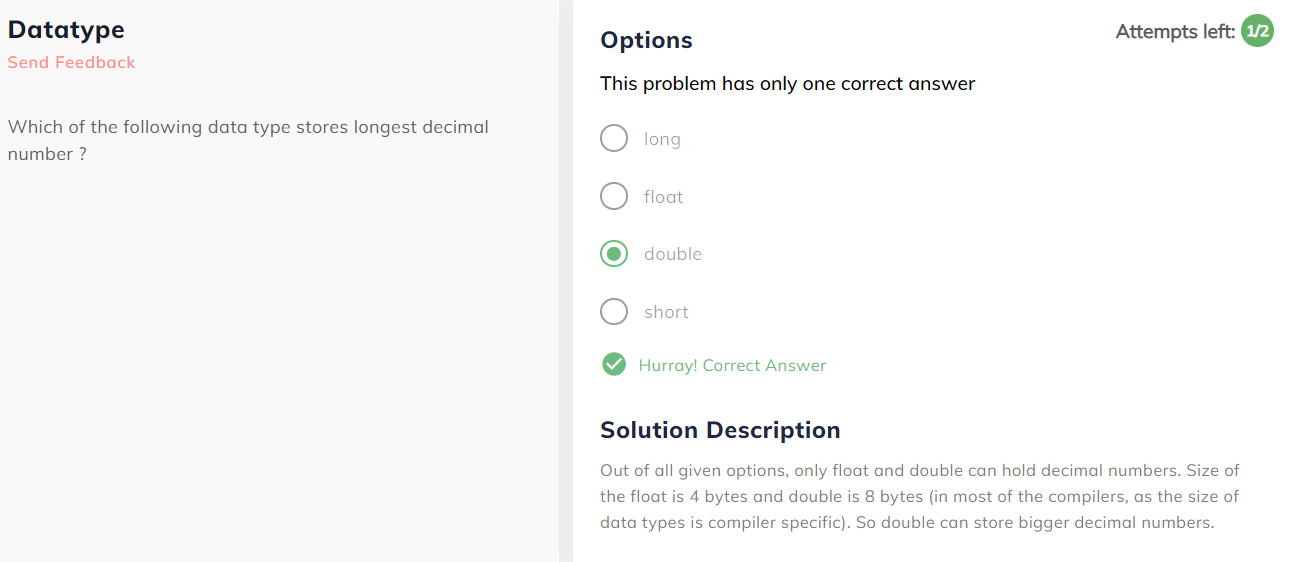 Datatype
Send Feedback
Which of the following data type stores longest decimal
number ?
Options
Attempts left: 1/2
This problem has only one correct answer
long
float
double
short
Hurray! Correct Answer
Solution Description
Out of all given options, only float and double can hold decimal numbers. Size of
the float is 4 bytes and double is 8 bytes (in most of the compilers, as the size of
data types is compiler specific). So double can store bigger decimal numbers.